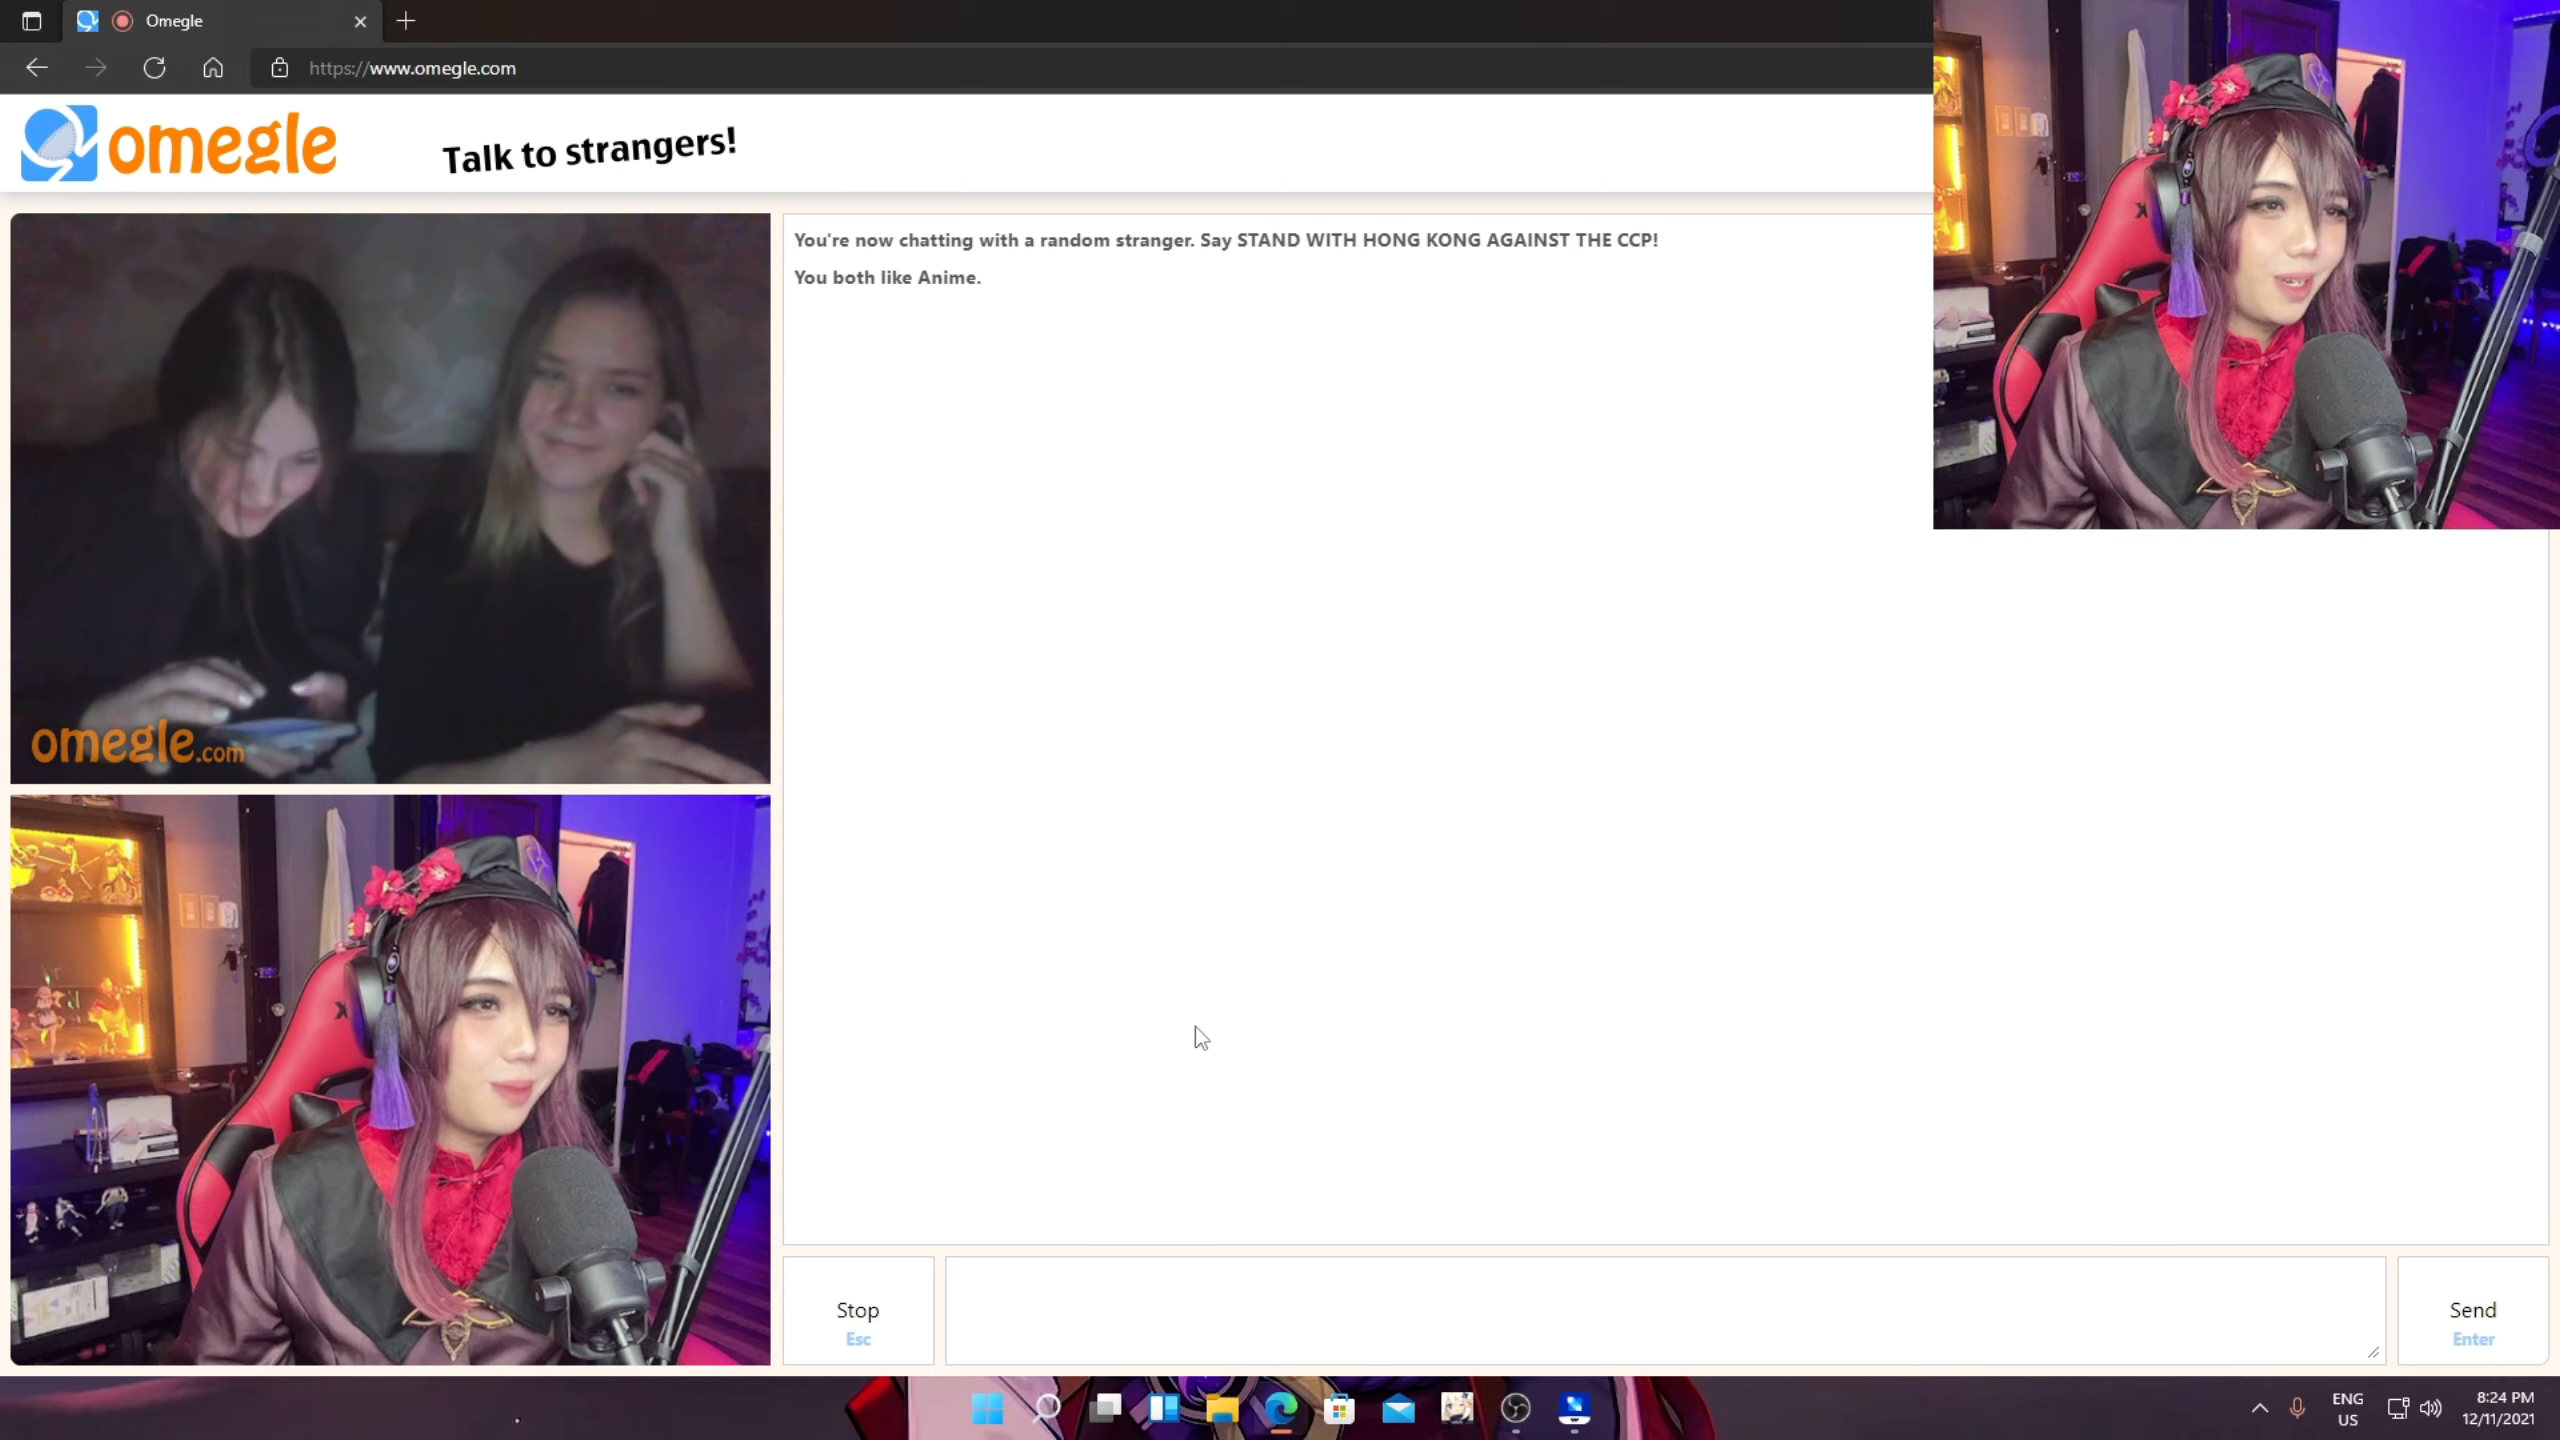 Omegle
https://www.omegle.com
omegle
Talk to strangers!
You're now chatting with a random stranger. Say STAND WITH HONG KONG AGAINST THE CCP!
You both like Anime.
omegle.com
Stop
Esc
Send
Enter
ENG
US
8:24 PM
12/11/2021